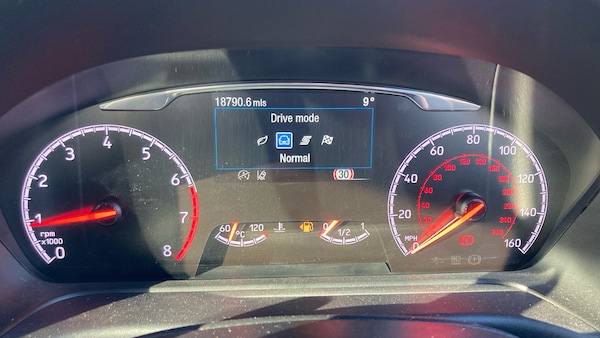 18790.6 mls
9°
Drive mode
Normal
30
0 1 2 3 4 5 6 7 8
rpm
x1000
60 120
°C
0 1/2 1
0 20 40 60 80 100 120 140 160
MPH